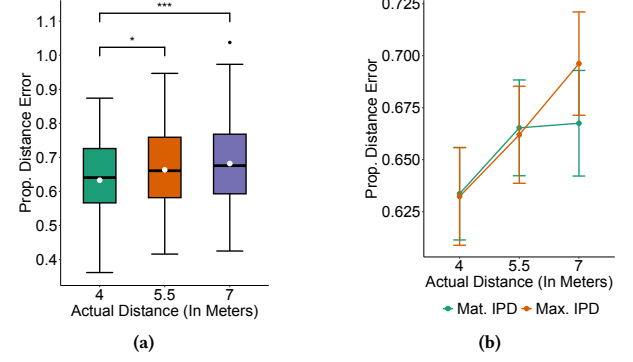 ***
*
1.1
1.0
0.9
0.8
0.7
0.6
0.5
0.4
Prop. Distance Error
4 5.5 7
Actual Distance (In Meters)
(a)
0.725
0.700
0.675
0.650
0.625
Prop. Distance Error
4 5.5 7
Actual Distance (In Meters)
Mat. IPD Max. IPD
(b)